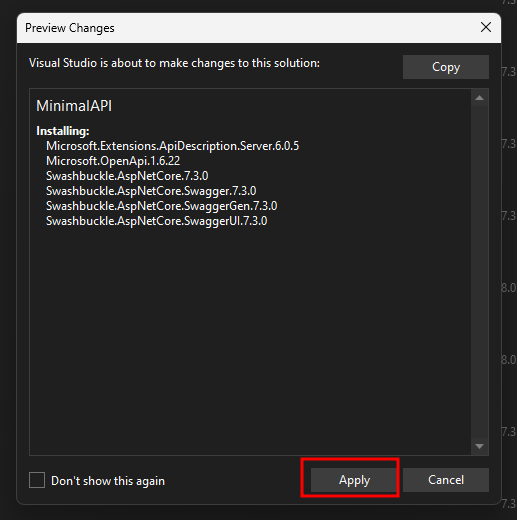 Preview Changes
Visual Studio is about to make changes to this solution:
Copy
MinimalAPI
Installing:
Microsoft.Extensions.ApiDescription.Server.6.0.5
Microsoft.OpenApi.1.6.22
Swashbuckle.AspNetCore.7.3.0
Swashbuckle.AspNetCore.Swagger.7.3.0
Swashbuckle.AspNetCore.SwaggerGen.7.3.0
Swashbuckle.AspNetCore.SwaggerUI.7.3.0
Don't show this again
Apply
Cancel
7.3
7.3
7.3
7.3
8.0
8.0
7.3
7.3